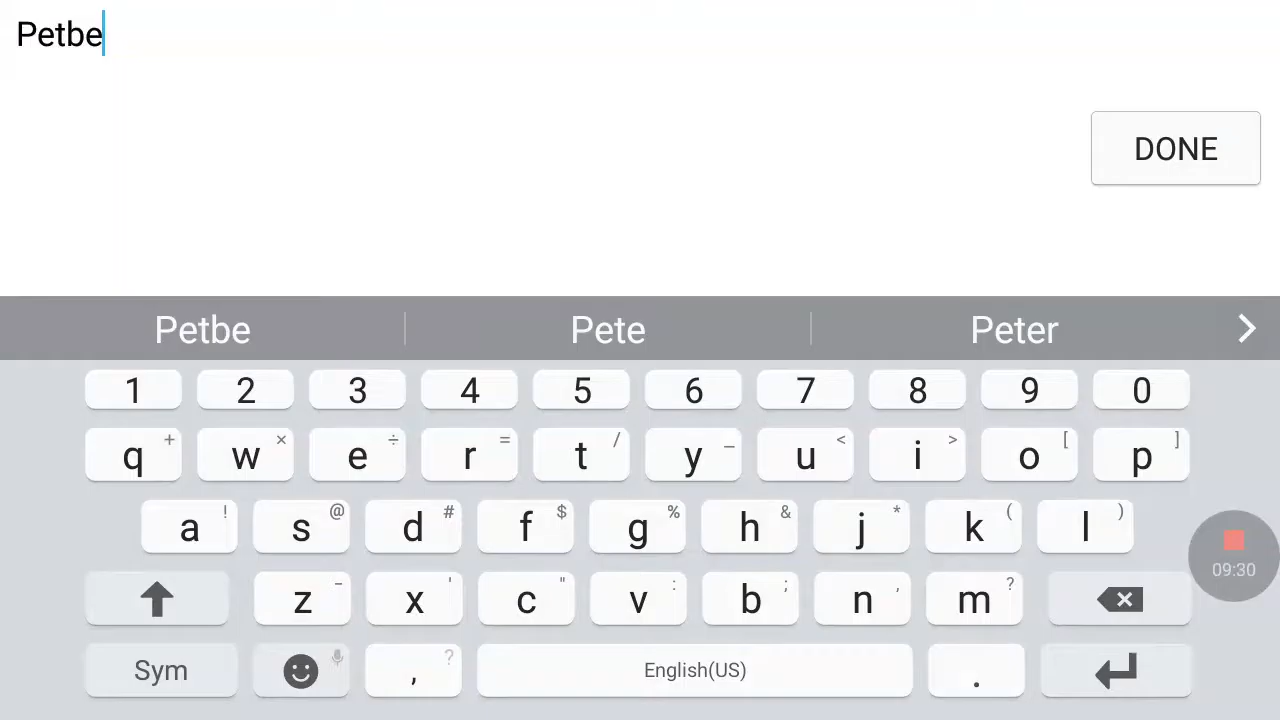 Petbe
DONE
Petbe Pete Peter
1 2 3 4 5 6 7 8 9 0
q + w × e ÷ r = t / y _ u < i > o [ p ]
a ! s @ d # f $ g % h & j * k ( l )
z - x ' c " v : b ; n , m ?
09:30
Sym , ? English(US) .